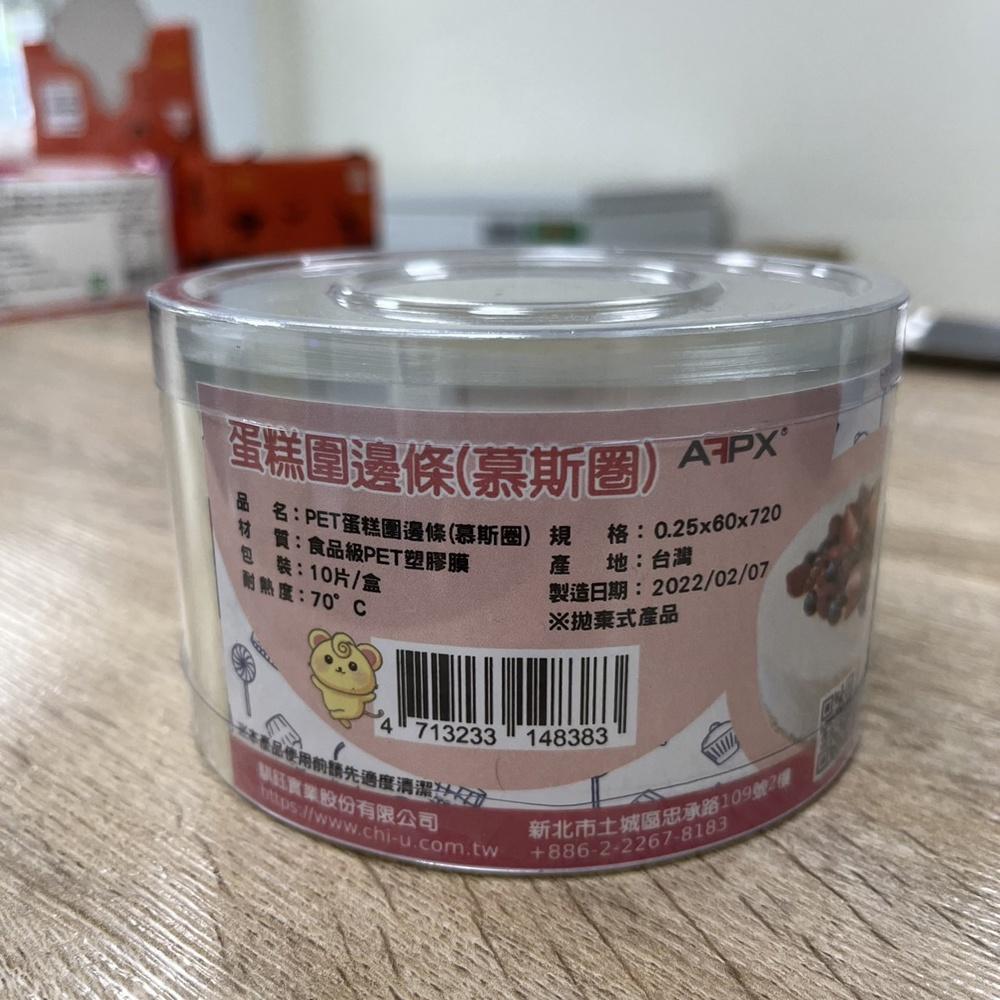 蛋糕圍邊條(慕斯圈)
AFPX®
品 名：PET蛋糕圍邊條(慕斯圈)
材 質：食品級PET塑膠膜
包 裝：10片/盒
耐熱度：70°C
規 格：0.25x60x720
產 地：台灣
製造日期：2022/02/07
※拋棄式產品
4 713233 148383
※本產品使用前請先適度清潔
紅實業股份有限公司
https://www.chi-u.com.tw
新北市土城區忠承路109號2樓
+886-2-2267-8183